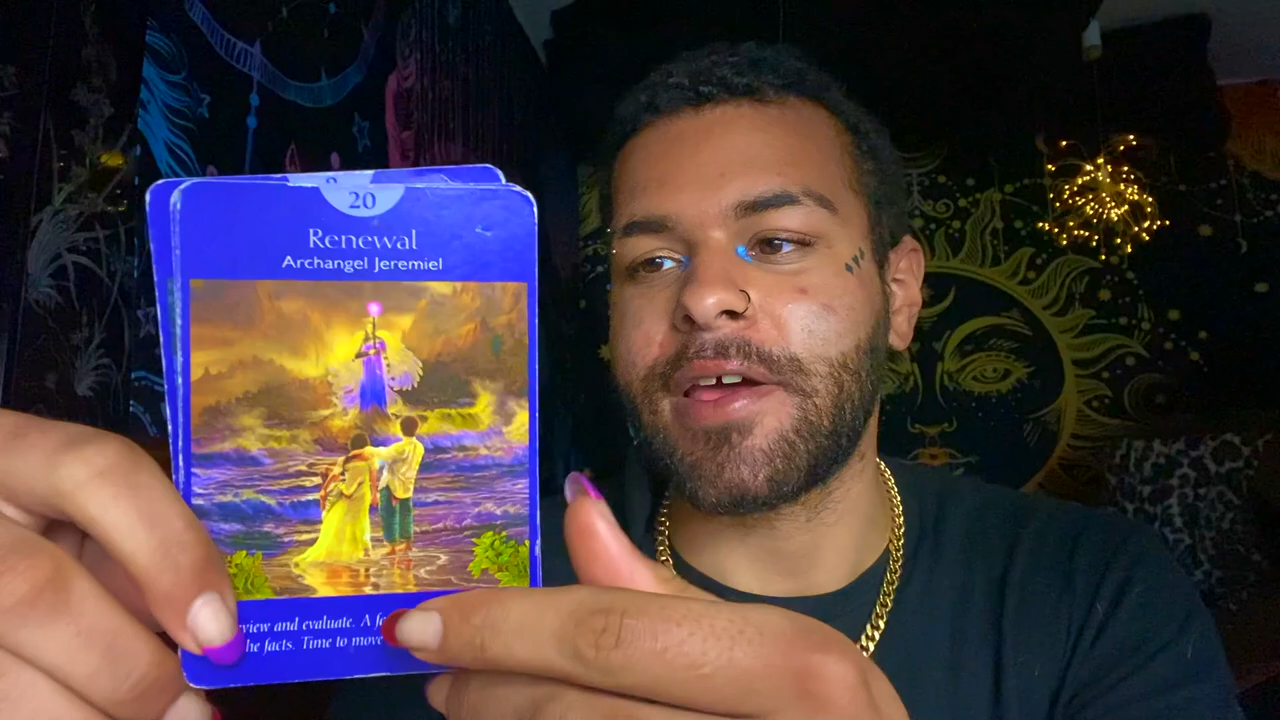 20
Renewal
Archangel Jeremiel
view and evaluate. A
he facts. Time to move